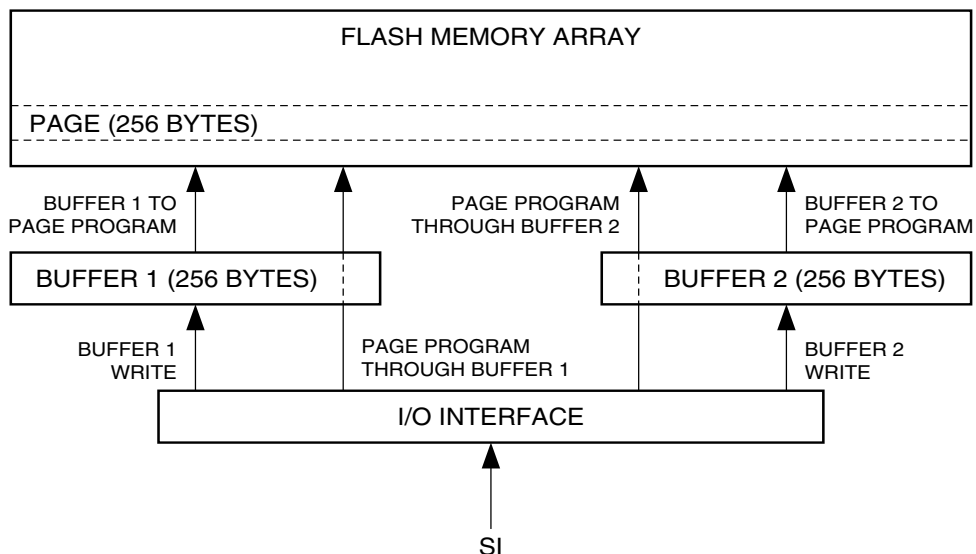 FLASH MEMORY ARRAY
PAGE (256 BYTES)
BUFFER 1 TO
PAGE PROGRAM
PAGE PROGRAM
THROUGH BUFFER 2
BUFFER 2 TO
PAGE PROGRAM
BUFFER 1 (256 BYTES)
BUFFER 2 (256 BYTES)
BUFFER 1
WRITE
PAGE PROGRAM
THROUGH BUFFER 1
BUFFER 2
WRITE
I/O INTERFACE
SI